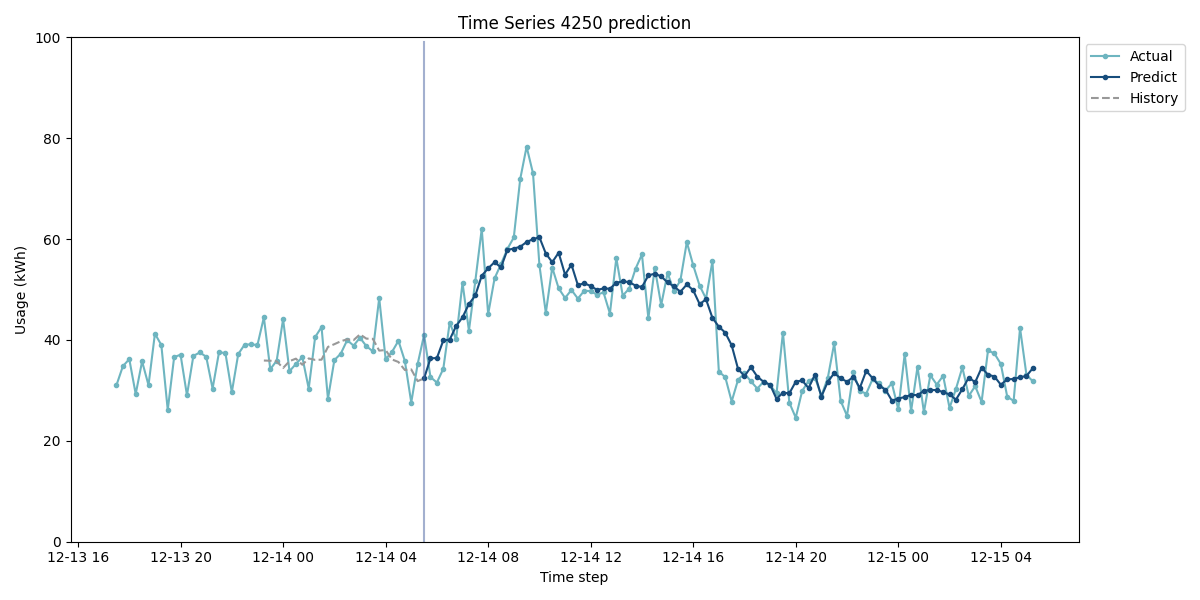 Time Series 4250 prediction
100
80
60
40
20
0
Usage (kWh)
12-13 16
12-13 20
12-14 00
12-14 04
12-14 08
12-14 12
12-14 16
12-14 20
12-15 00
12-15 04
Time step
Actual
Predict
History